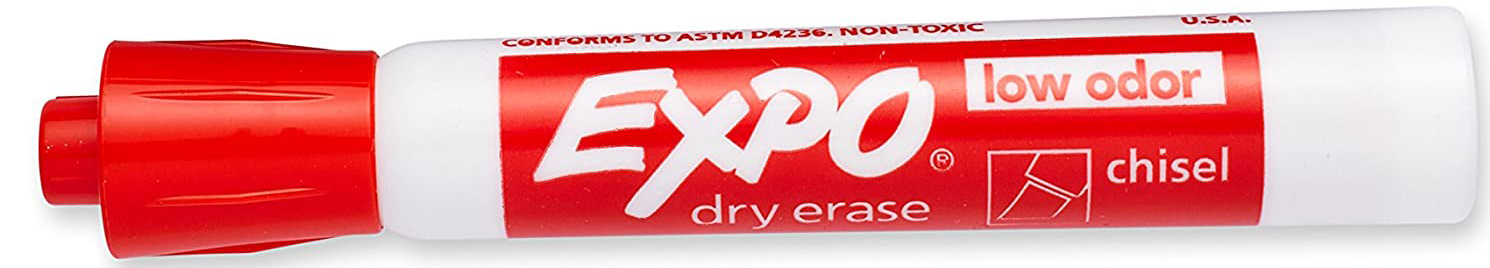 CONFORMS TO ASTM D4236. NON-TOXIC
U.S.A.
EXPO®
low odor
dry erase
chisel